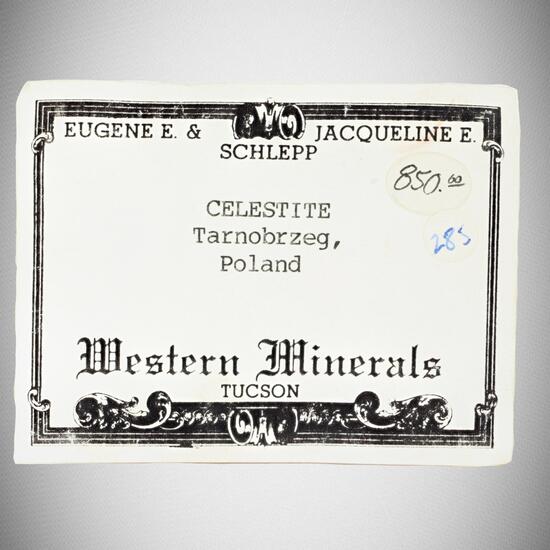 EUGENE E. & JACQUELINE E.
SCHLEPP
850.00
CELESTITE
285
Tarnobrzeg,
Poland
Western Minerals
TUCSON